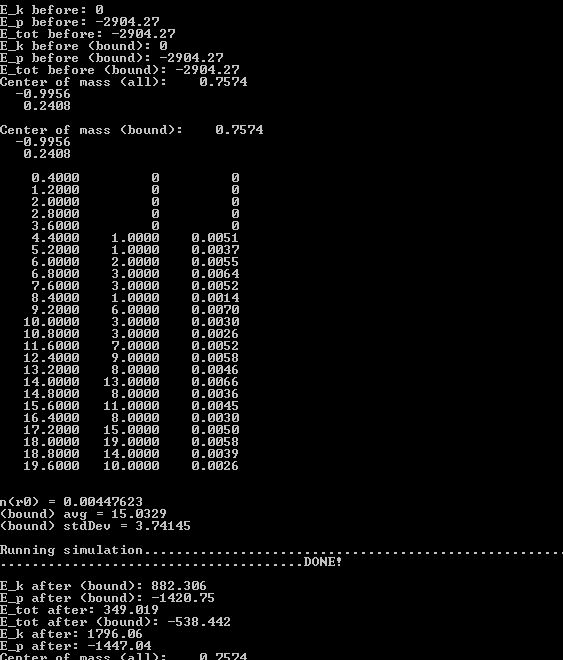 E_k before: 0
E_p before: -2904.27
E_tot before: -2904.27
E_k before (bound): 0
E_p before (bound): -2904.27
E_tot before (bound): -2904.27
Center of mass (all): 0.7574
-0.9956
0.2408
Center of mass (bound): 0.7574
-0.9956
0.2408
0.4000 0 0
1.2000 0 0
2.0000 0 0
2.8000 0 0
3.6000 0 0
4.4000 1.0000 0.0051
5.2000 1.0000 0.0037
6.0000 2.0000 0.0055
6.8000 3.0000 0.0064
7.6000 3.0000 0.0052
8.4000 1.0000 0.0014
9.2000 6.0000 0.0070
10.0000 3.0000 0.0030
10.8000 3.0000 0.0026
11.6000 7.0000 0.0052
12.4000 9.0000 0.0058
13.2000 8.0000 0.0046
14.0000 13.0000 0.0066
14.8000 8.0000 0.0036
15.6000 11.0000 0.0045
16.4000 8.0000 0.0030
17.2000 15.0000 0.0050
18.0000 19.0000 0.0058
18.8000 14.0000 0.0039
19.6000 10.0000 0.0026
n(r0) = 0.00447623
(bound) avg = 15.0329
(bound) stdDev = 3.74145
Running simulation....................................................
......................................DONE!
E_k after (bound): 882.306
E_p after (bound): -1420.75
E_tot after: 349.019
E_tot after (bound): -538.442
E_k after: 1796.06
E_p after: -1447.04
Center of mass (all): 0.7574